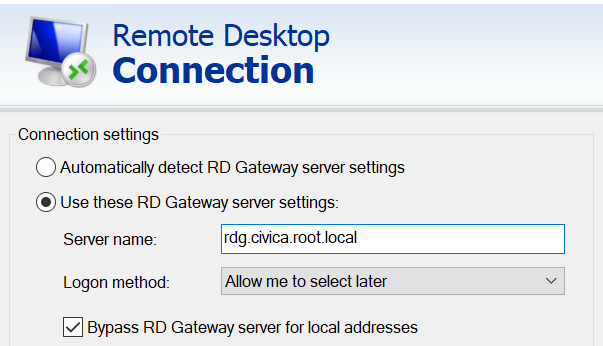 Remote Desktop
Connection
Connection settings
Automatically detect RD Gateway server settings
Use these RD Gateway server settings:
Server name: rdg.civica.root.local
Logon method: Allow me to select later
Bypass RD Gateway server for local addresses